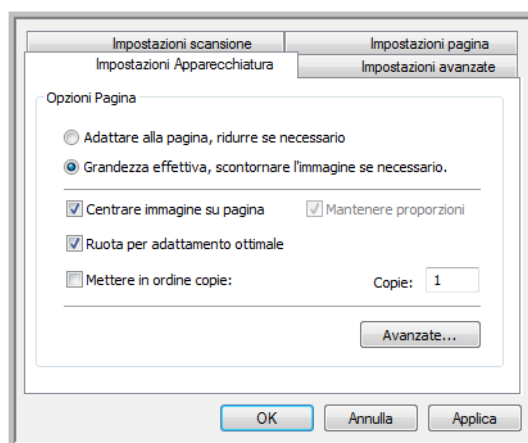 Impostazioni scansione
Impostazioni pagina
Impostazioni Apparecchiatura
Impostazioni avanzate
Opzioni Pagina
Adattare alla pagina, ridurre se necessario
Grandezza effettiva, scontornare l'immagine se necessario.
Centrare immagine su pagina
Mantenere proporzioni
Ruota per adattamento ottimale
Mettere in ordine copie:
Copie: 1
Avanzate...
OK
Annulla
Applica